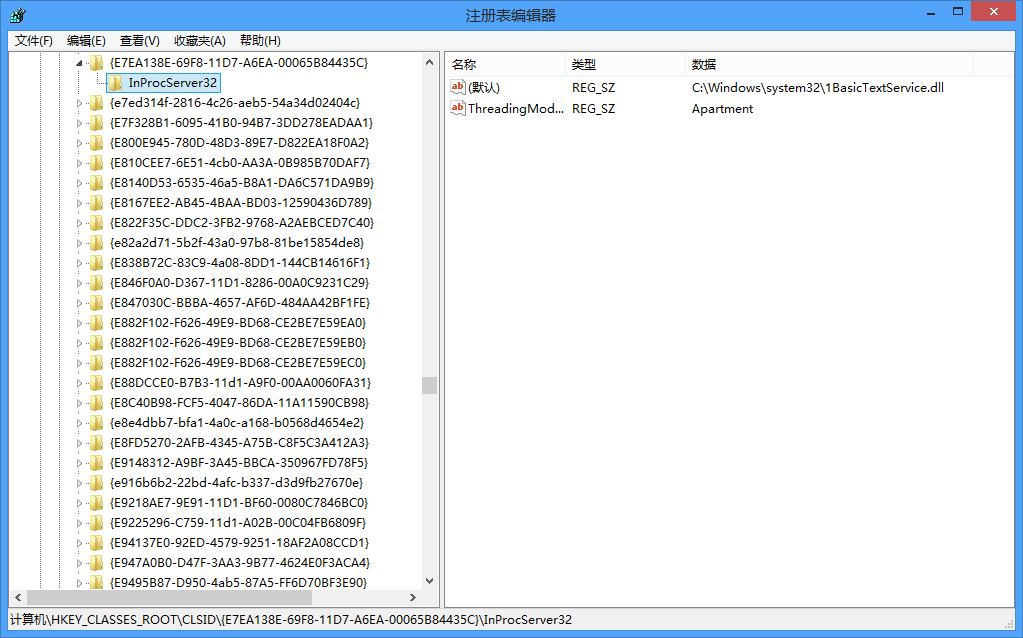 注册表编辑器
文件(F) 编辑(E) 查看(V) 收藏夹(A) 帮助(H)
{E7EA138E-69F8-11D7-A6EA-00065B84435C}
InProcServer32
{e7ed314f-2816-4c26-aeb5-54a34d02404c}
{E7F328B1-6095-41B0-94B7-3DD278EADAA1}
{E800E945-780D-48D3-89E7-D822EA18F0A2}
{E810CEE7-6E51-4cb0-AA3A-0B985B70DAF7}
{E8140D53-6535-46a5-B8A1-DA6C571DA9B9}
{E8167EE2-AB45-4BAA-BD03-12590436D789}
{E822F35C-DDC2-3FB2-9768-A2AEBCED7C40}
{e82a2d71-5b2f-43a0-97b8-81be15854de8}
{E838B72C-83C9-4a08-8DD1-144CB14616F1}
{E846F0A0-D367-11D1-8286-00A0C9231C29}
{E847030C-BBBA-4657-AF6D-484AA42BF1FE}
{E882F102-F626-49E9-BD68-CE2BE7E59EA0}
{E882F102-F626-49E9-BD68-CE2BE7E59EB0}
{E882F102-F626-49E9-BD68-CE2BE7E59EC0}
{E88DCCE0-B7B3-11d1-A9F0-00AA0060FA31}
{E8C40B98-FCF5-4047-86DA-11A11590CB98}
{e8e4dbb7-bfa1-4a0c-a168-b0568d4654e2}
{E8FD5270-2AFB-4345-A75B-C8F5C3A412A3}
{E9148312-A9BF-3A45-BBCA-350967FD78F5}
{e916b6b2-22bd-4afc-b337-d3d9fb27670e}
{E9218AE7-9E91-11D1-BF60-0080C7846BC0}
{E9225296-C759-11d1-A02B-00C04FB6809F}
{E94137E0-92ED-4579-9251-18AF2A08CCD1}
{E947A0B0-D47F-3AA3-9B77-4624E0F3ACA4}
{E9495B87-D950-4ab5-87A5-FF6D70BF3E90}
名称 类型 数据
ab (默认) REG_SZ C:\Windows\system32\1BasicTextService.dll
ab ThreadingMod... REG_SZ Apartment
计算机\HKEY_CLASSES_ROOT\CLSID\{E7EA138E-69F8-11D7-A6EA-00065B84435C}\InProcServer32